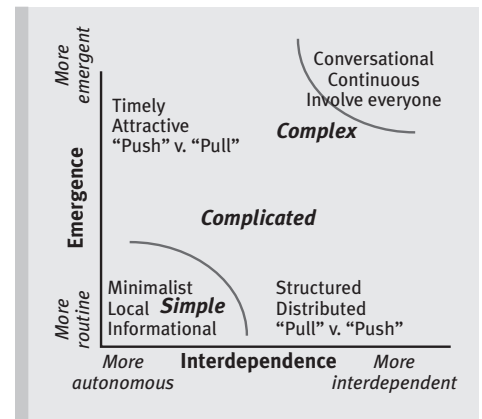 More
emergent
Conversational
Continuous
Involve everyone
Timely
Attractive
“Push” v. “Pull”
Complex
Emergence
Complicated
More
routine
Minimalist
Local Simple
Informational
Structured
Distributed
“Pull” v. “Push”
More
autonomous
Interdependence
More
interdependent